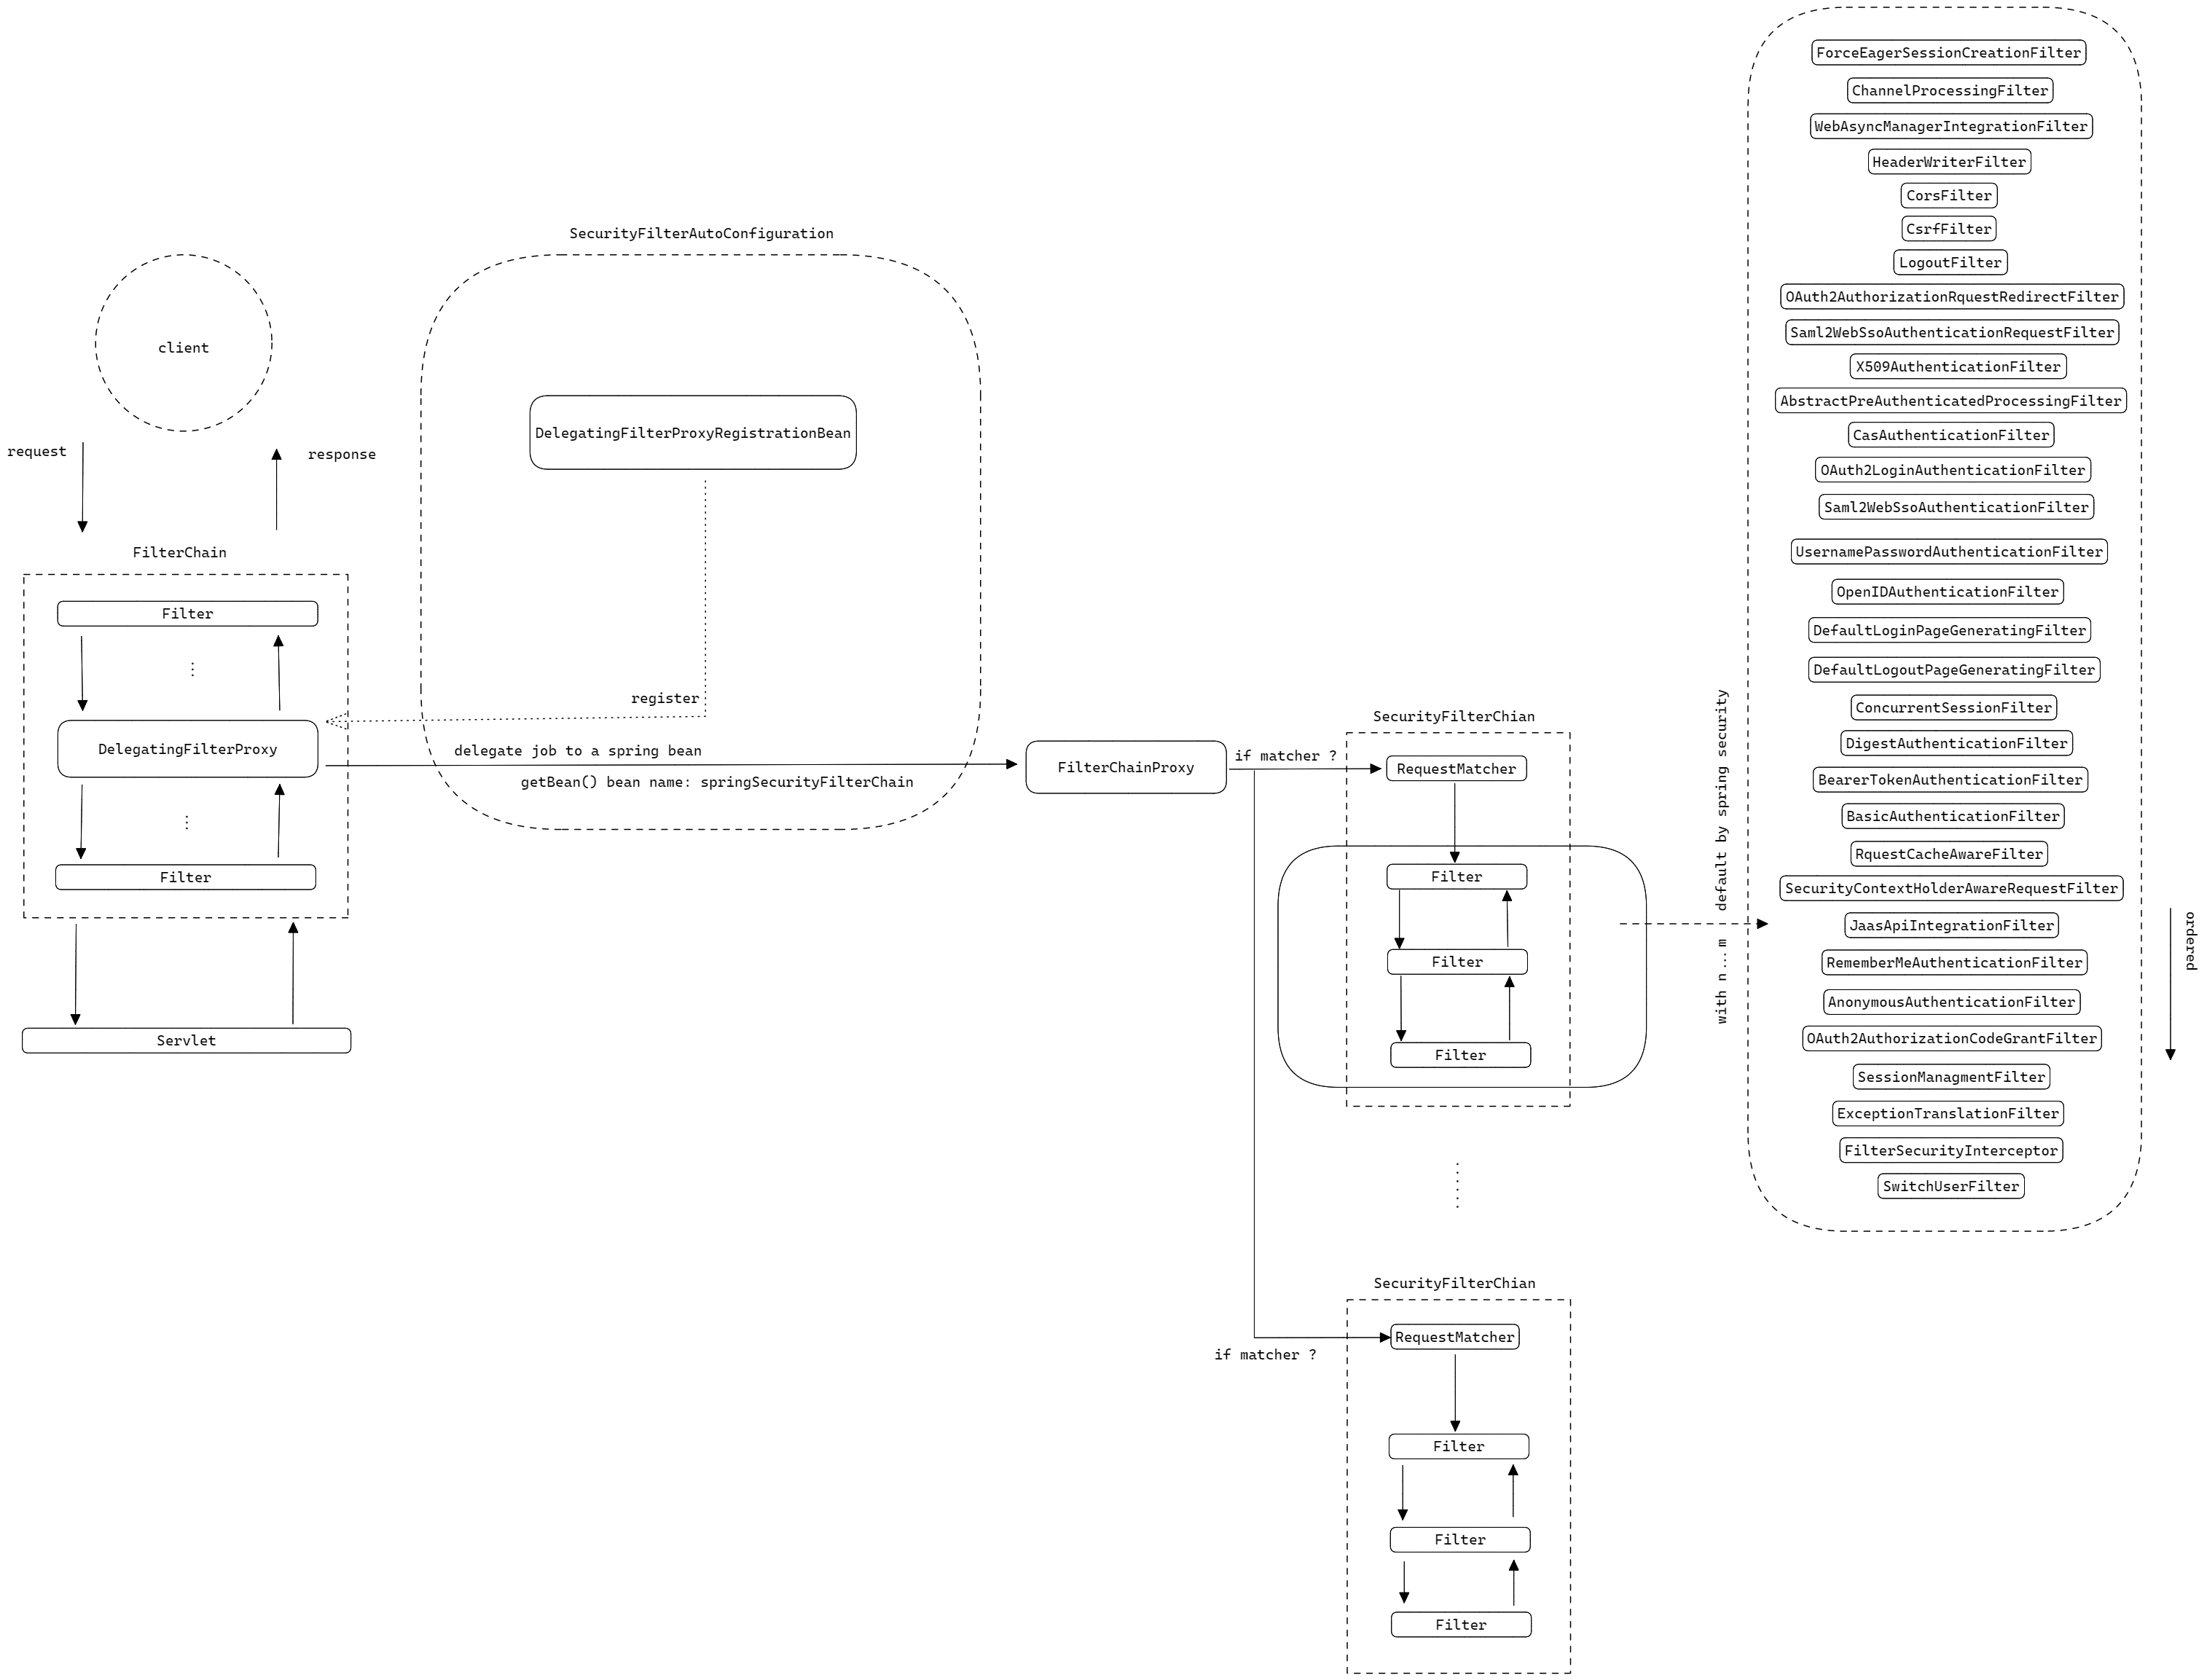 client
request
response
FilterChain
Filter
⋮
DelegatingFilterProxy
⋮
Filter
Servlet
SecurityFilterAutoConfiguration
DelegatingFilterProxyRegistrationBean
register
delegate job to a spring bean
getBean() bean name: springSecurityFilterChain
FilterChainProxy
if matcher ?
SecurityFilterChian
RequestMatcher
Filter
Filter
Filter
if matcher ?
SecurityFilterChian
RequestMatcher
Filter
Filter
Filter
with n...m default by spring security
ForceEagerSessionCreationFilter
ChannelProcessingFilter
WebAsyncManagerIntegrationFilter
HeaderWriterFilter
CorsFilter
CsrfFilter
LogoutFilter
OAuth2AuthorizationRquestRedirectFilter
Saml2WebSsoAuthenticationRequestFilter
X509AuthenticationFilter
AbstractPreAuthenticatedProcessingFilter
CasAuthenticationFilter
OAuth2LoginAuthenticationFilter
Saml2WebSsoAuthenticationFilter
UsernamePasswordAuthenticationFilter
OpenIDAuthenticationFilter
DefaultLoginPageGeneratingFilter
DefaultLogoutPageGeneratingFilter
ConcurrentSessionFilter
DigestAuthenticationFilter
BearerTokenAuthenticationFilter
BasicAuthenticationFilter
RquestCacheAwareFilter
SecurityContextHolderAwareRequestFilter
JaasApiIntegrationFilter
RememberMeAuthenticationFilter
AnonymousAuthenticationFilter
OAuth2AuthorizationCodeGrantFilter
SessionManagmentFilter
ExceptionTranslationFilter
FilterSecurityInterceptor
SwitchUserFilter
ordered